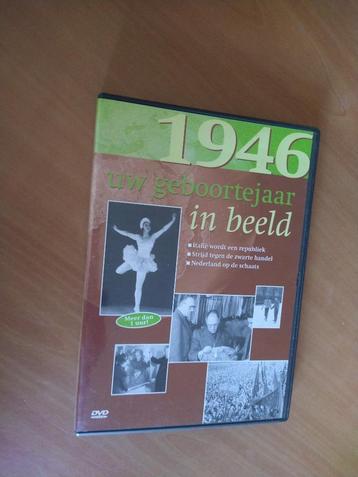 1946
uw geboortejaar
in beeld
Italië wordt een republiek
Strijd tegen de zwarte handel
Nederland op de schaats
Meer dan
1 uur!
DVD